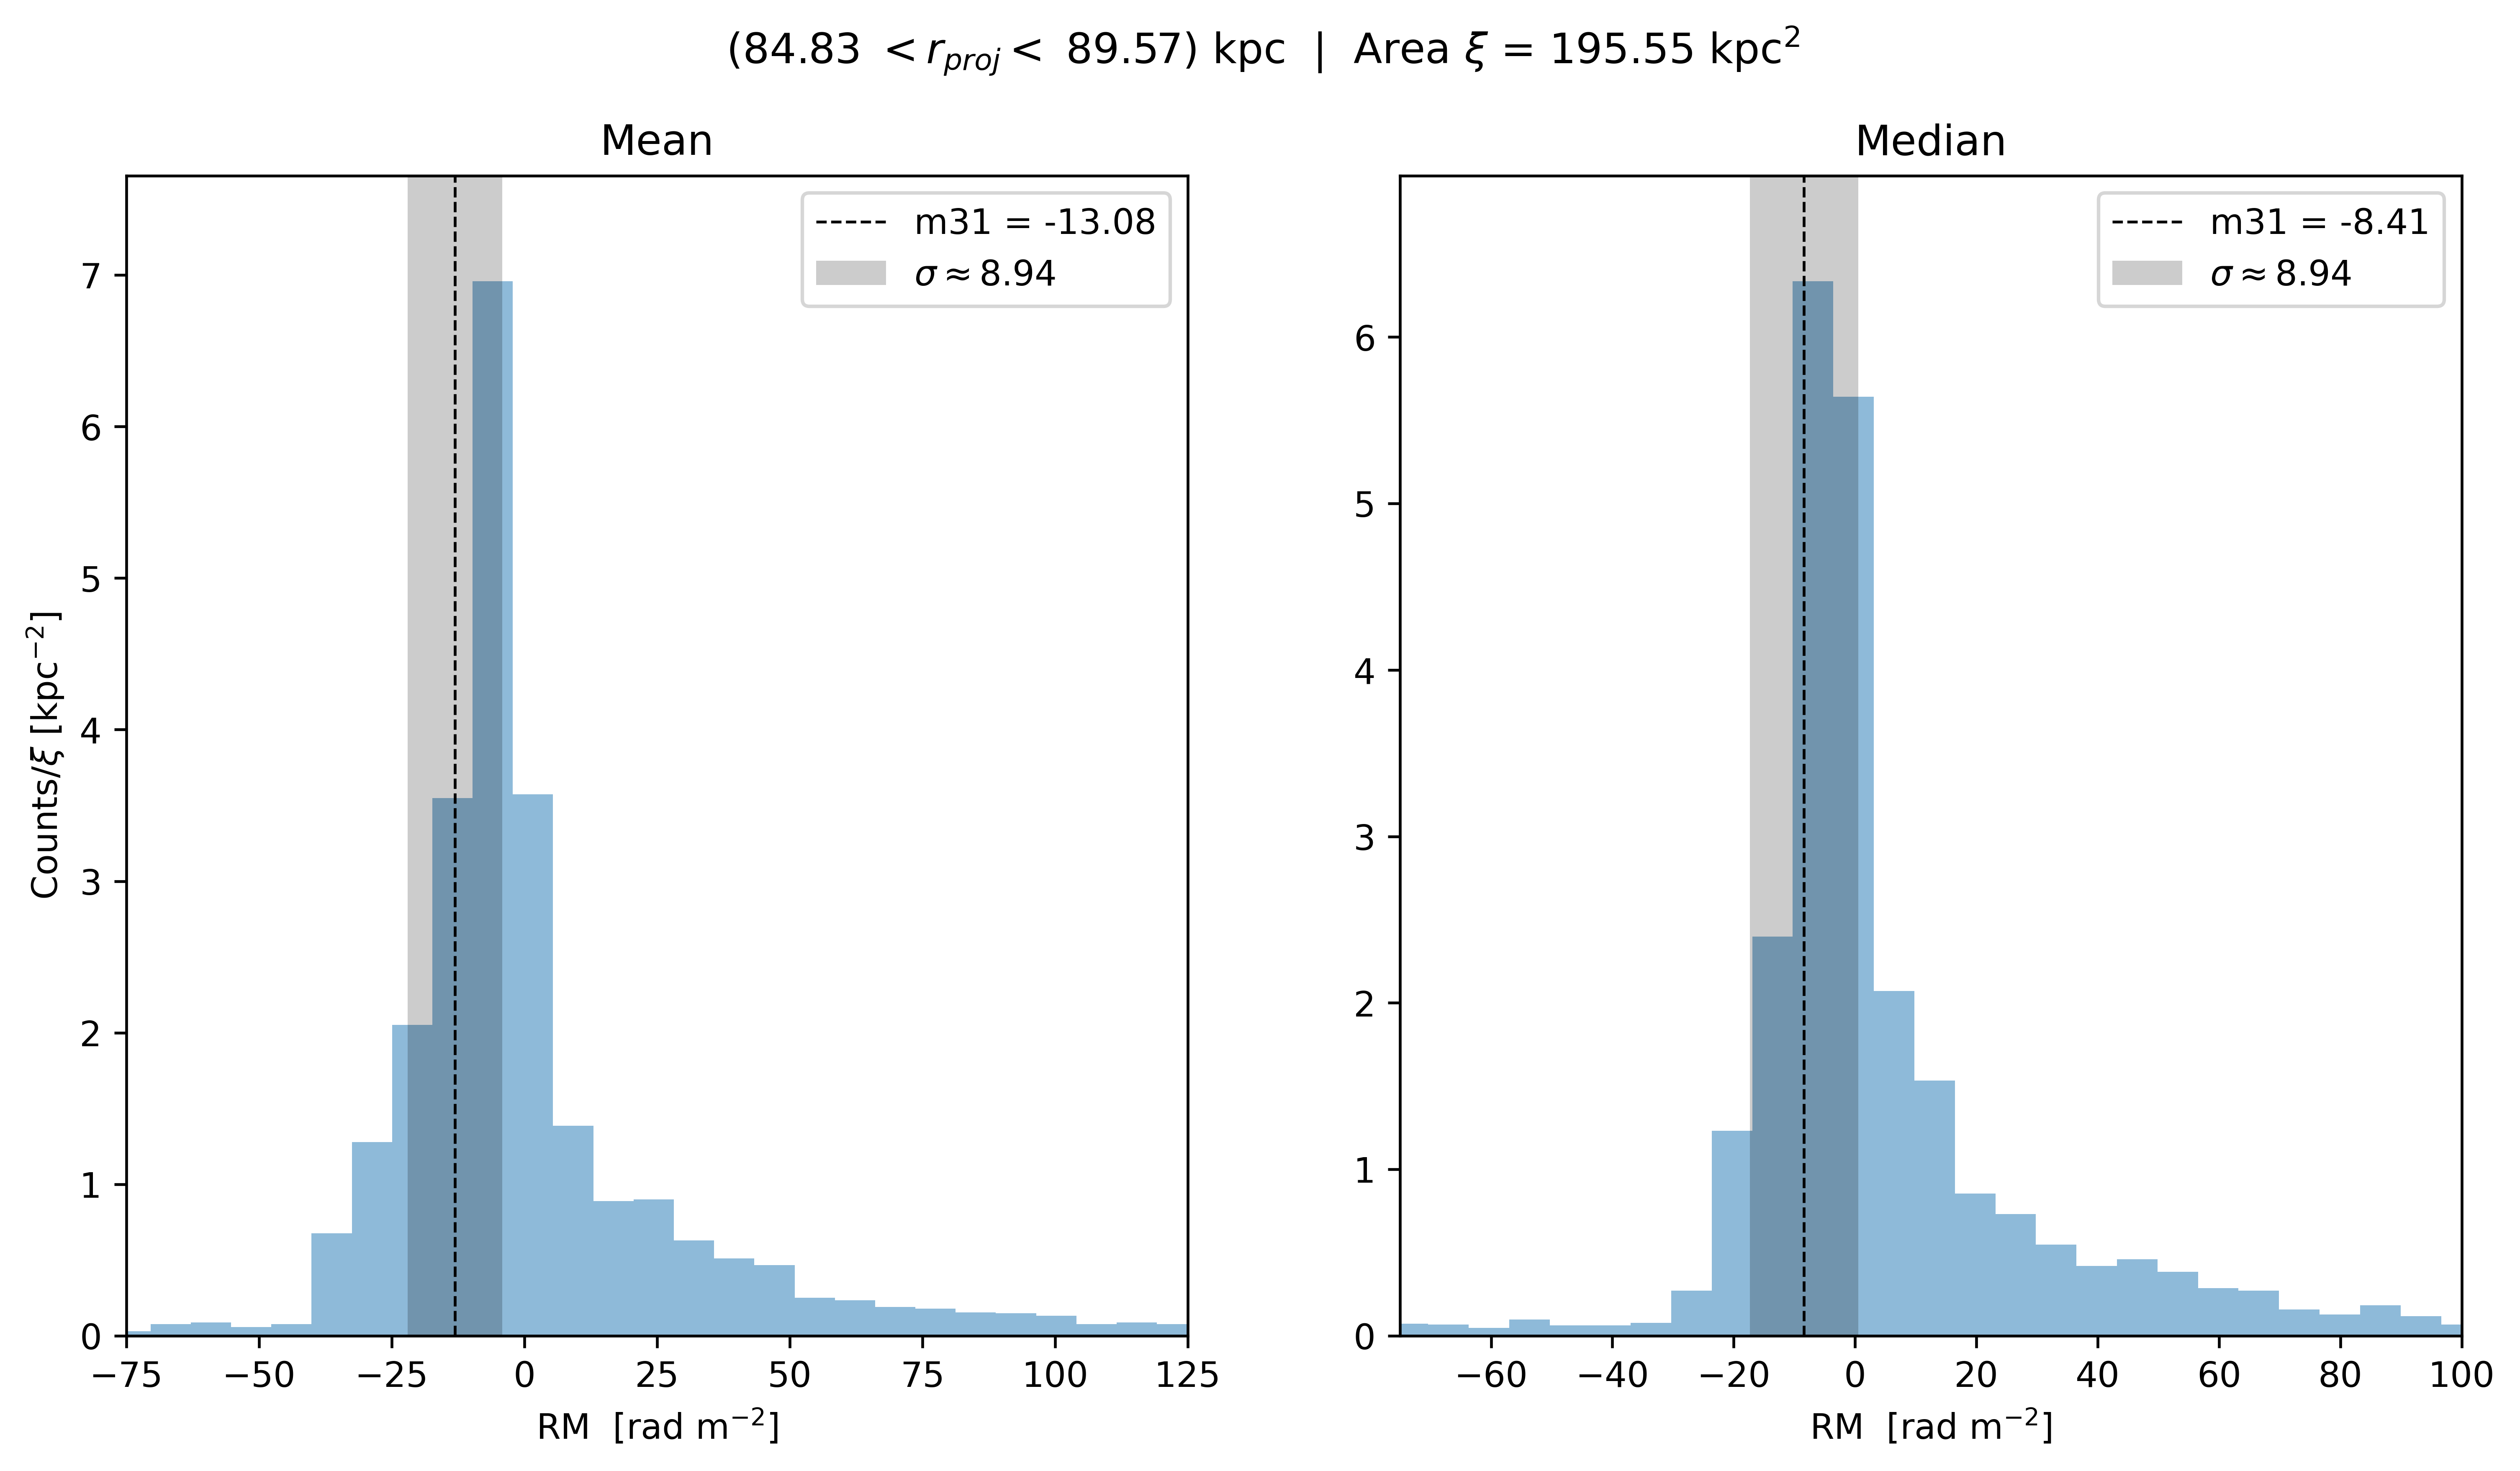 (84.83 < r_proj < 89.57) kpc | Area ξ = 195.55 kpc²
Mean
m31 = -13.08
σ ≈ 8.94
7
6
5
4
3
2
1
0
Counts/ξ [kpc⁻²]
−75 −50 −25 0 25 50 75 100 125
RM [rad m⁻²]
Median
m31 = -8.41
σ ≈ 8.94
6
5
4
3
2
1
0
−60 −40 −20 0 20 40 60 80 100
RM [rad m⁻²]